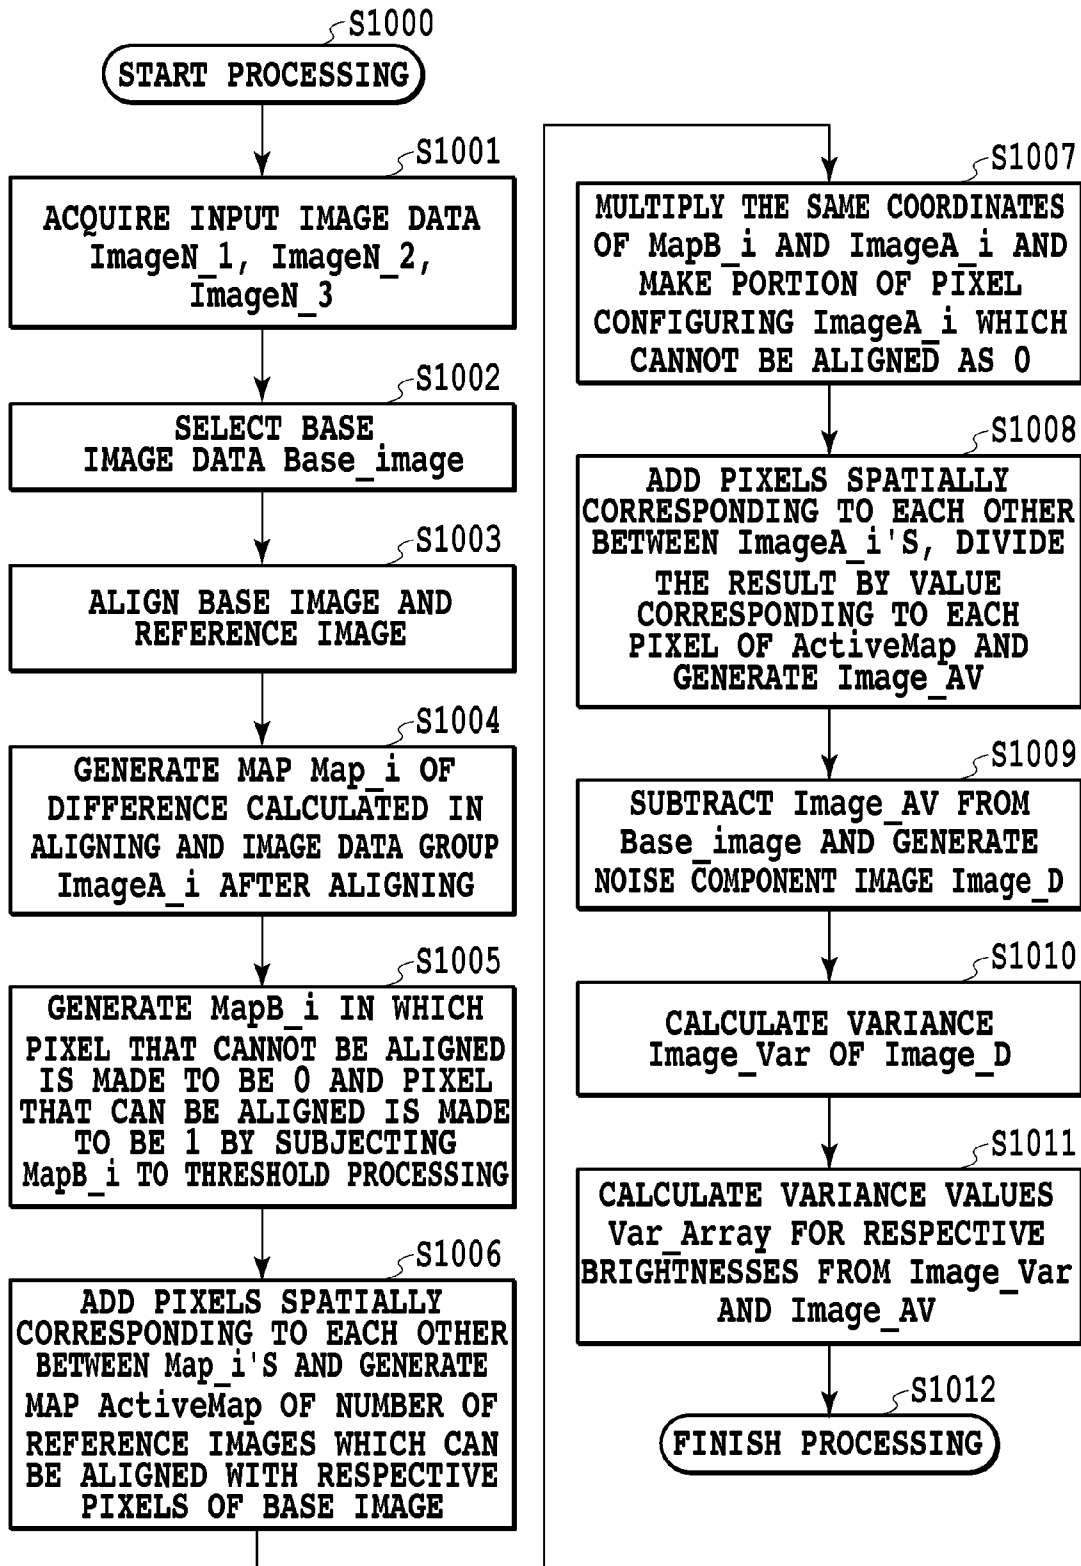 S1000
START PROCESSING
S1001
ACQUIRE INPUT IMAGE DATA
ImageN_1, ImageN_2,
ImageN_3
S1002
SELECT BASE
IMAGE DATA Base_image
S1003
ALIGN BASE IMAGE AND
REFERENCE IMAGE
S1004
GENERATE MAP Map_i OF
DIFFERENCE CALCULATED IN
ALIGNING AND IMAGE DATA GROUP
ImageA_i AFTER ALIGNING
S1005
GENERATE MapB_i IN WHICH
PIXEL THAT CANNOT BE ALIGNED
IS MADE TO BE 0 AND PIXEL
THAT CAN BE ALIGNED IS MADE
TO BE 1 BY SUBJECTING
MapB_i TO THRESHOLD PROCESSING
S1006
ADD PIXELS SPATIALLY
CORRESPONDING TO EACH OTHER
BETWEEN Map_i'S AND GENERATE
MAP ActiveMap OF NUMBER OF
REFERENCE IMAGES WHICH CAN
BE ALIGNED WITH RESPECTIVE
PIXELS OF BASE IMAGE
S1007
MULTIPLY THE SAME COORDINATES
OF MapB_i AND ImageA_i AND
MAKE PORTION OF PIXEL
CONFIGURING ImageA_i WHICH
CANNOT BE ALIGNED AS 0
S1008
ADD PIXELS SPATIALLY
CORRESPONDING TO EACH OTHER
BETWEEN ImageA_i'S, DIVIDE
THE RESULT BY VALUE
CORRESPONDING TO EACH
PIXEL OF ActiveMap AND
GENERATE Image_AV
S1009
SUBTRACT Image_AV FROM
Base_image AND GENERATE
NOISE COMPONENT IMAGE Image_D
S1010
CALCULATE VARIANCE
Image_Var OF Image_D
S1011
CALCULATE VARIANCE VALUES
Var_Array FOR RESPECTIVE
BRIGHTNESSES FROM Image_Var
AND Image_AV
S1012
FINISH PROCESSING